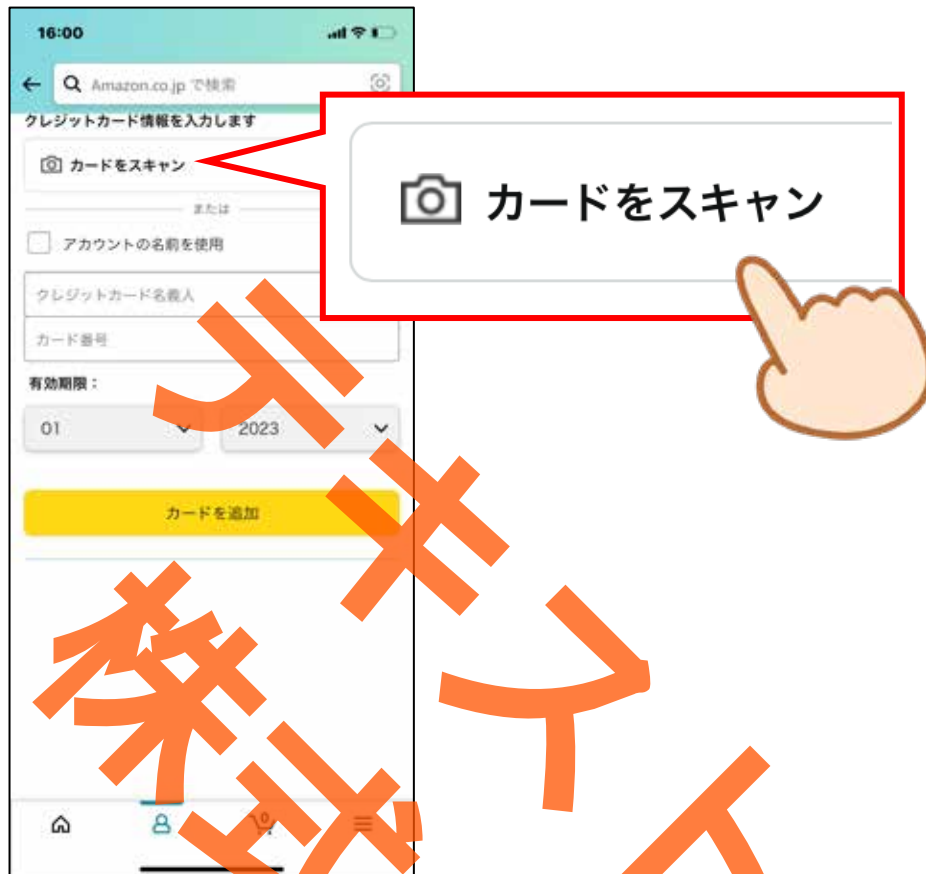 16:00
Amazon.co.jp で検索
クレジットカード情報を入力します
カードをスキャン
カードをスキャン
または
アカウントの名前を使用
クレジットカード名義人
カード番号
有効期限：
01
2023
カードを追加
0
テキスト
株式